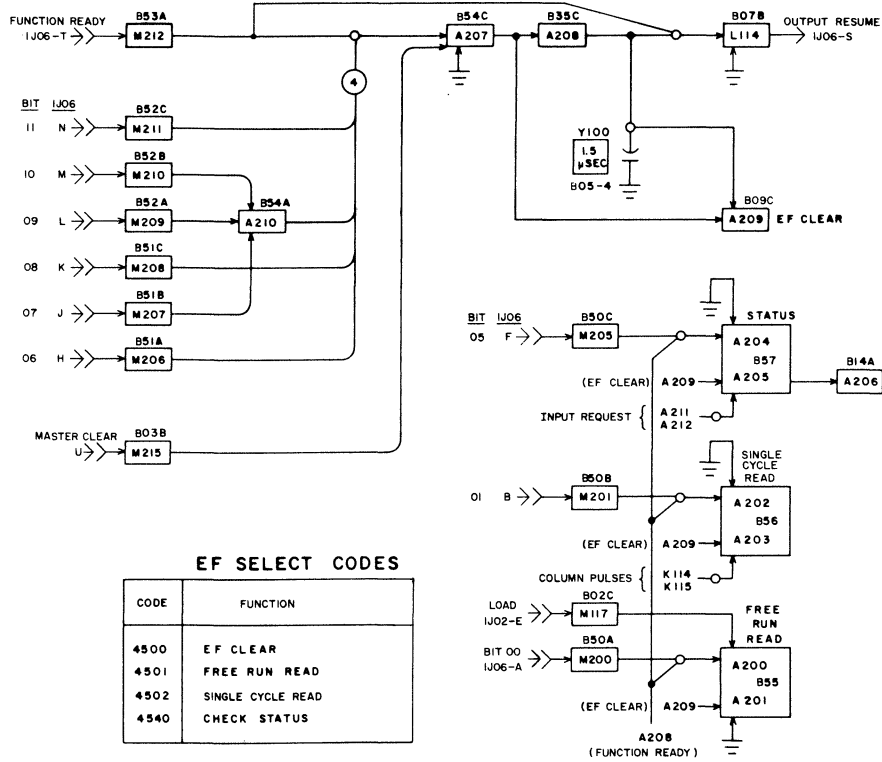 FUNCTION READY
1J06-T
B53A
M212
B54C
A207
B35C
A208
B07B
L114
OUTPUT RESUME
1J06-S
4
BIT 1J06
11 N
B52C
M211
10 M
B52B
M210
09 L
B52A
M209
B54A
A210
08 K
B51C
M208
07 J
B51B
M207
06 H
B51A
M206
Y100
1.5
µSEC
B05-4
B09C
A209 EF CLEAR
MASTER CLEAR
U
B03B
M215
BIT 1J06
05 F
B50C
M205
STATUS
A204
B57
A205
B14A
A206
(EF CLEAR) A209
INPUT REQUEST { A211
A212
01 B
B50B
M201
SINGLE
CYCLE
READ
A202
B56
A203
(EF CLEAR) A209
COLUMN PULSES { K114
K115
LOAD
1J02-E
B02C
M117
FREE
RUN
READ
BIT 00
1J06-A
B50A
M200
A200
B55
A201
(EF CLEAR) A209
A208
(FUNCTION READY)
EF SELECT CODES
CODE FUNCTION
4500 EF CLEAR
4501 FREE RUN READ
4502 SINGLE CYCLE READ
4540 CHECK STATUS